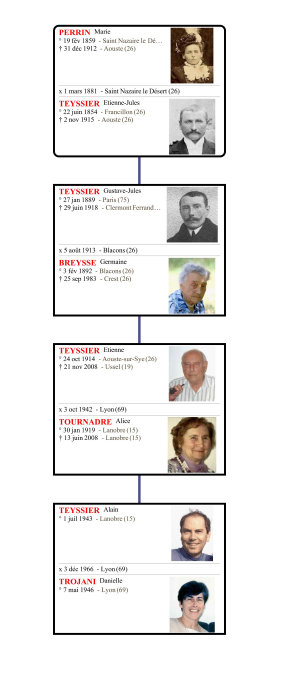 PERRIN Marie
° 19 fév 1859 - Saint Nazaire le Dé...
† 31 déc 1912 - Aouste (26)
x 1 mars 1881 - Saint Nazaire le Désert (26)
TEYSSIER Etienne-Jules
° 22 juin 1854 - Francillon (26)
† 2 nov 1915 - Aouste (26)
TEYSSIER Gustave-Jules
° 27 jan 1889 - Paris (75)
† 29 juin 1918 - Clermont Ferrand...
x 5 août 1913 - Blacons (26)
BREYSSE Germaine
° 3 fév 1892 - Blacons (26)
† 25 sep 1983 - Crest (26)
TEYSSIER Etienne
° 24 oct 1914 - Aouste-sur-Sye (26)
† 21 nov 2008 - Ussel (19)
x 3 oct 1942 - Lyon (69)
TOURNADRE Alice
° 30 jan 1919 - Lanobre (15)
† 13 juin 2008 - Lanobre (15)
TEYSSIER Alain
° 1 juil 1943 - Lanobre (15)
x 3 déc 1966 - Lyon (69)
TROJANI Danielle
° 7 mai 1946 - Lyon (69)